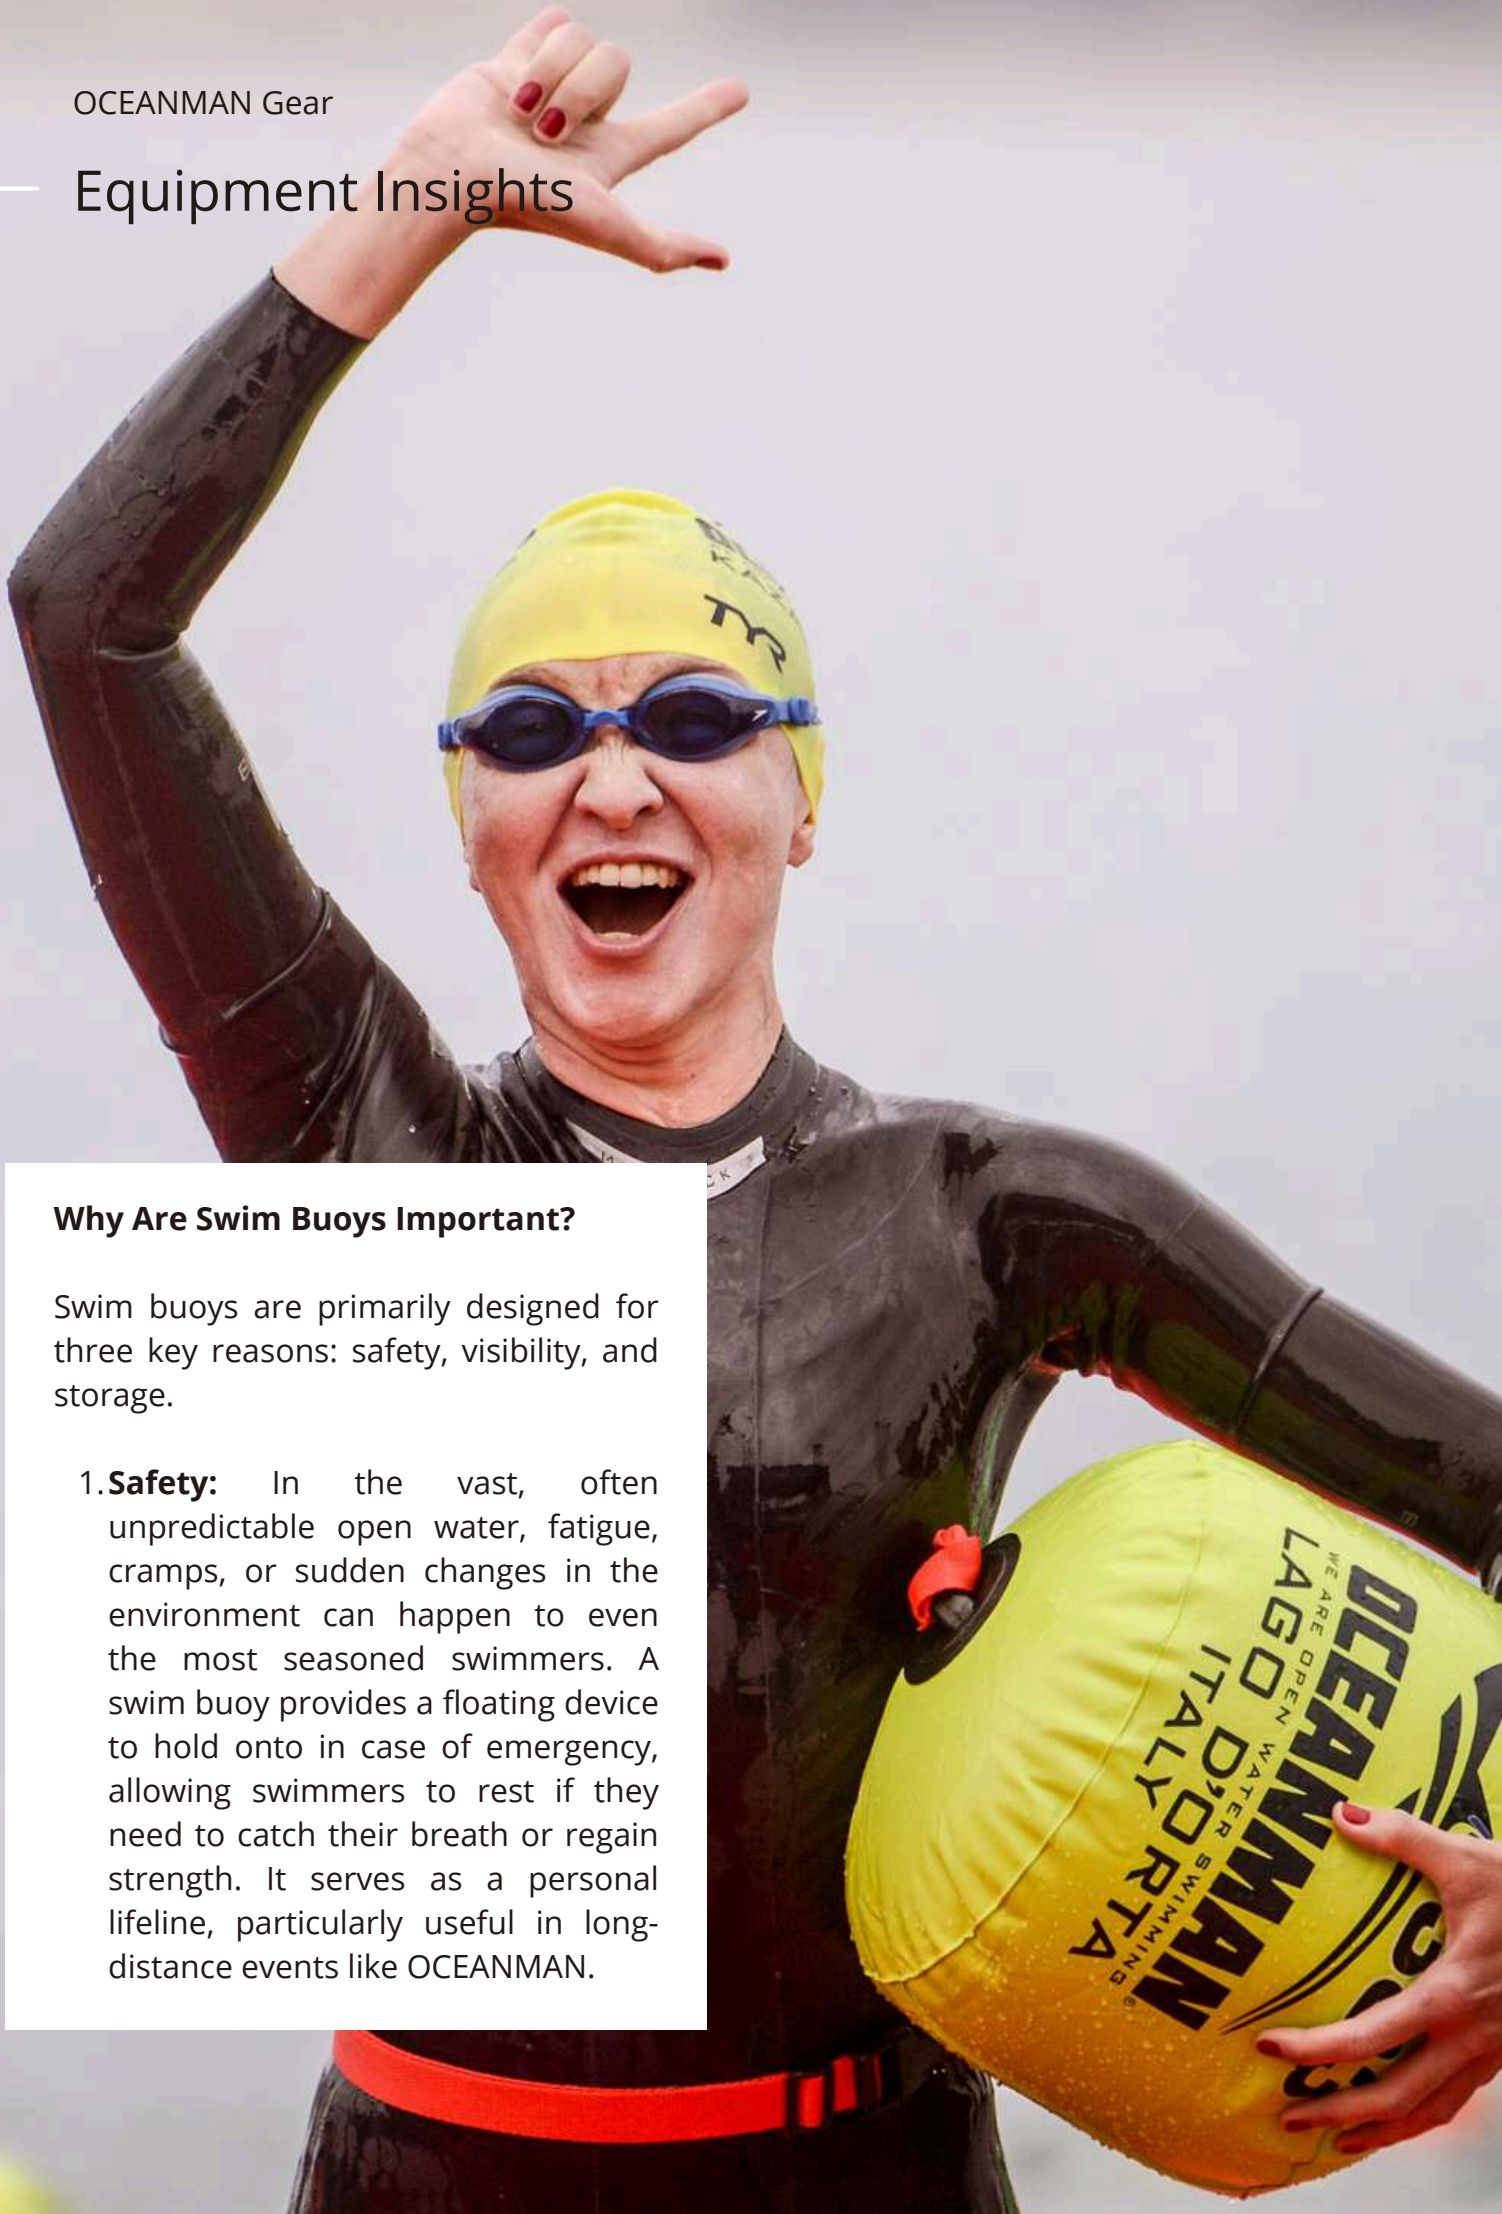 OCEANMAN Gear
Equipment Insights
TYR
Why Are Swim Buoys Important?
Swim buoys are primarily designed for
three key reasons: safety, visibility, and
storage.
1. Safety: In the vast, often
unpredictable open water, fatigue,
cramps, or sudden changes in the
environment can happen to even
the most seasoned swimmers. A
swim buoy provides a floating device
to hold onto in case of emergency,
allowing swimmers to rest if they
need to catch their breath or regain
strength. It serves as a personal
lifeline, particularly useful in long-
distance events like OCEANMAN.
OCEANMAN
WE ARE OPEN WATER SWIMMING®
LAGO D'ORTA
ITALY